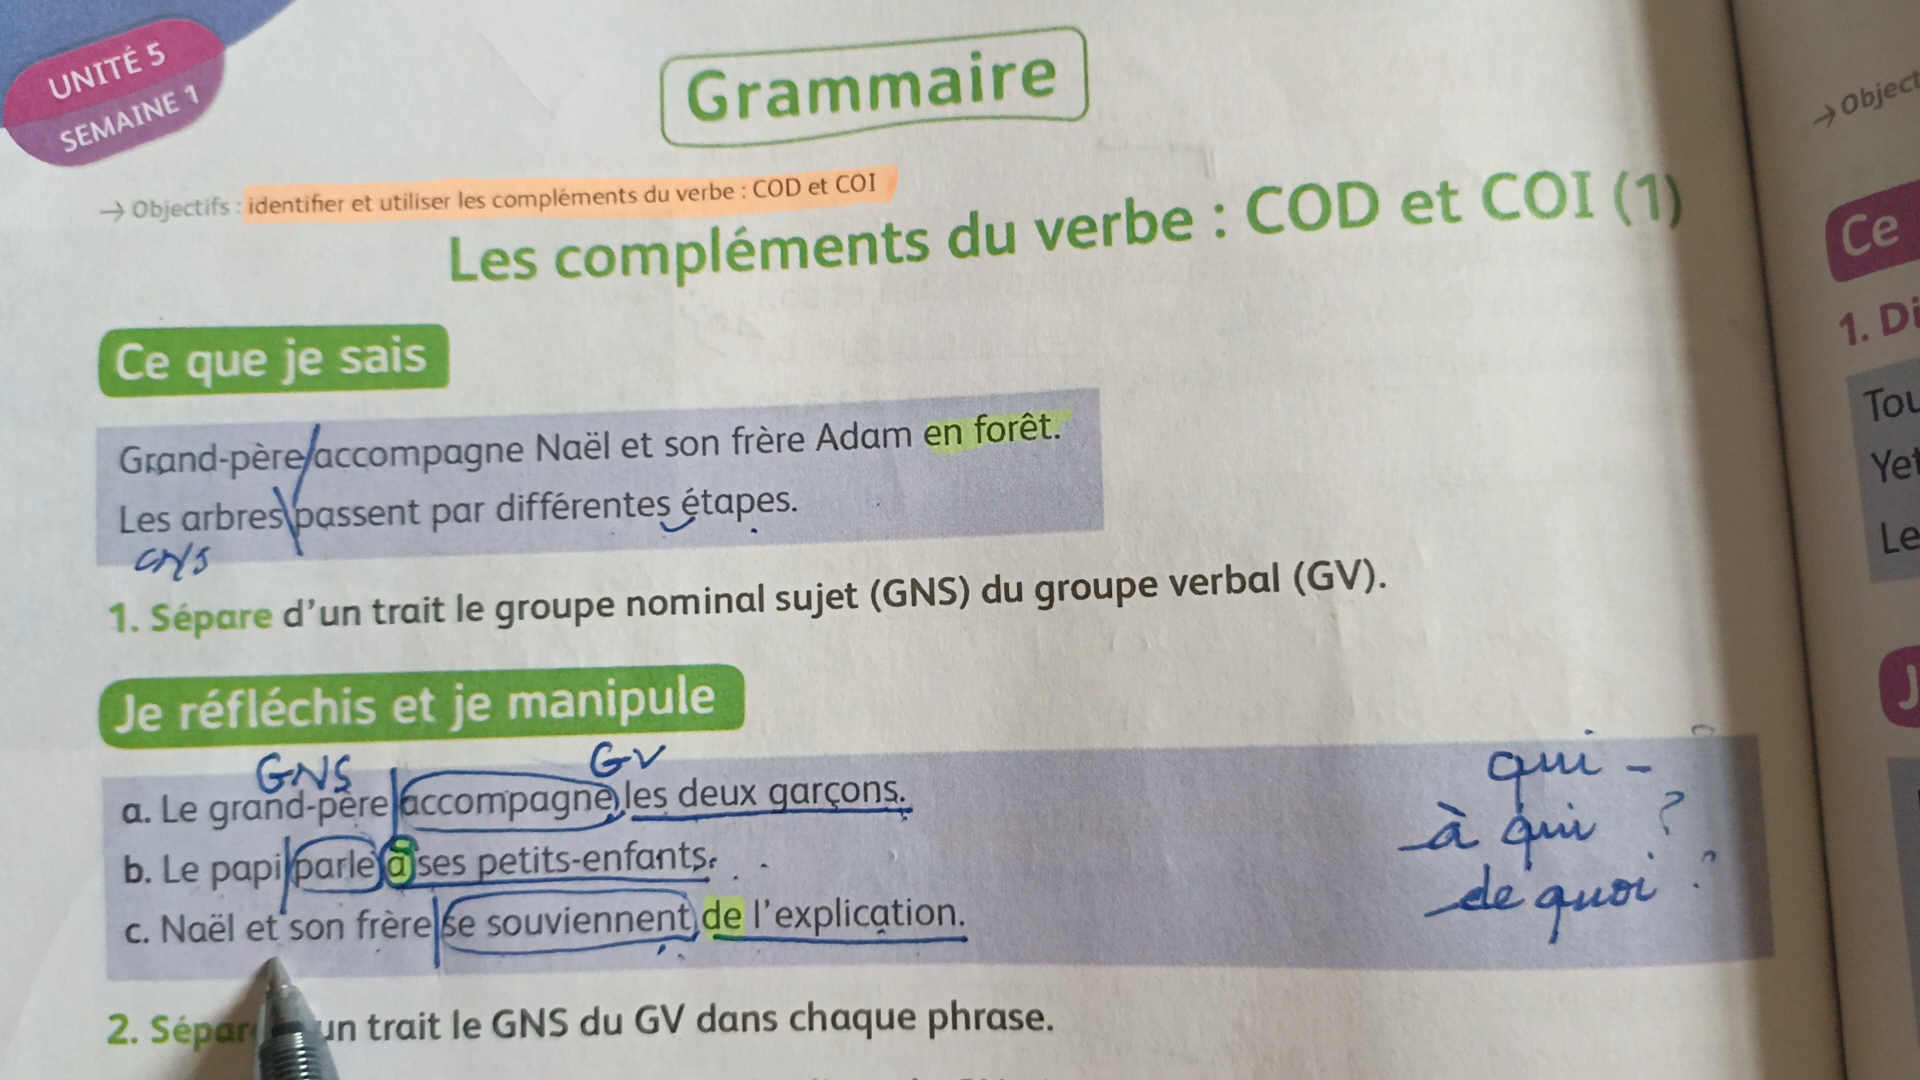 UNITÉ 5
SEMAINE 1
Grammaire
→ Objectifs : identifier et utiliser les compléments du verbe : COD et COI
Les compléments du verbe : COD et COI (1)
Ce que je sais
Grand-père/accompagne Naël et son frère Adam en forêt.
Les arbres\passent par différentes étapes.
GNS
1. Sépare d'un trait le groupe nominal sujet (GNS) du groupe verbal (GV).
Je réfléchis et je manipule
GNS GV
a. Le grand-père accompagne les deux garçons.
b. Le papi parle à ses petits-enfants.
c. Naël et son frère se souviennent de l'explication.
qui - ?
à qui ?
de quoi ?
2. Sépar un trait le GNS du GV dans chaque phrase.
→ Object
Ce
1. Di
Tou
Yet
Le
J